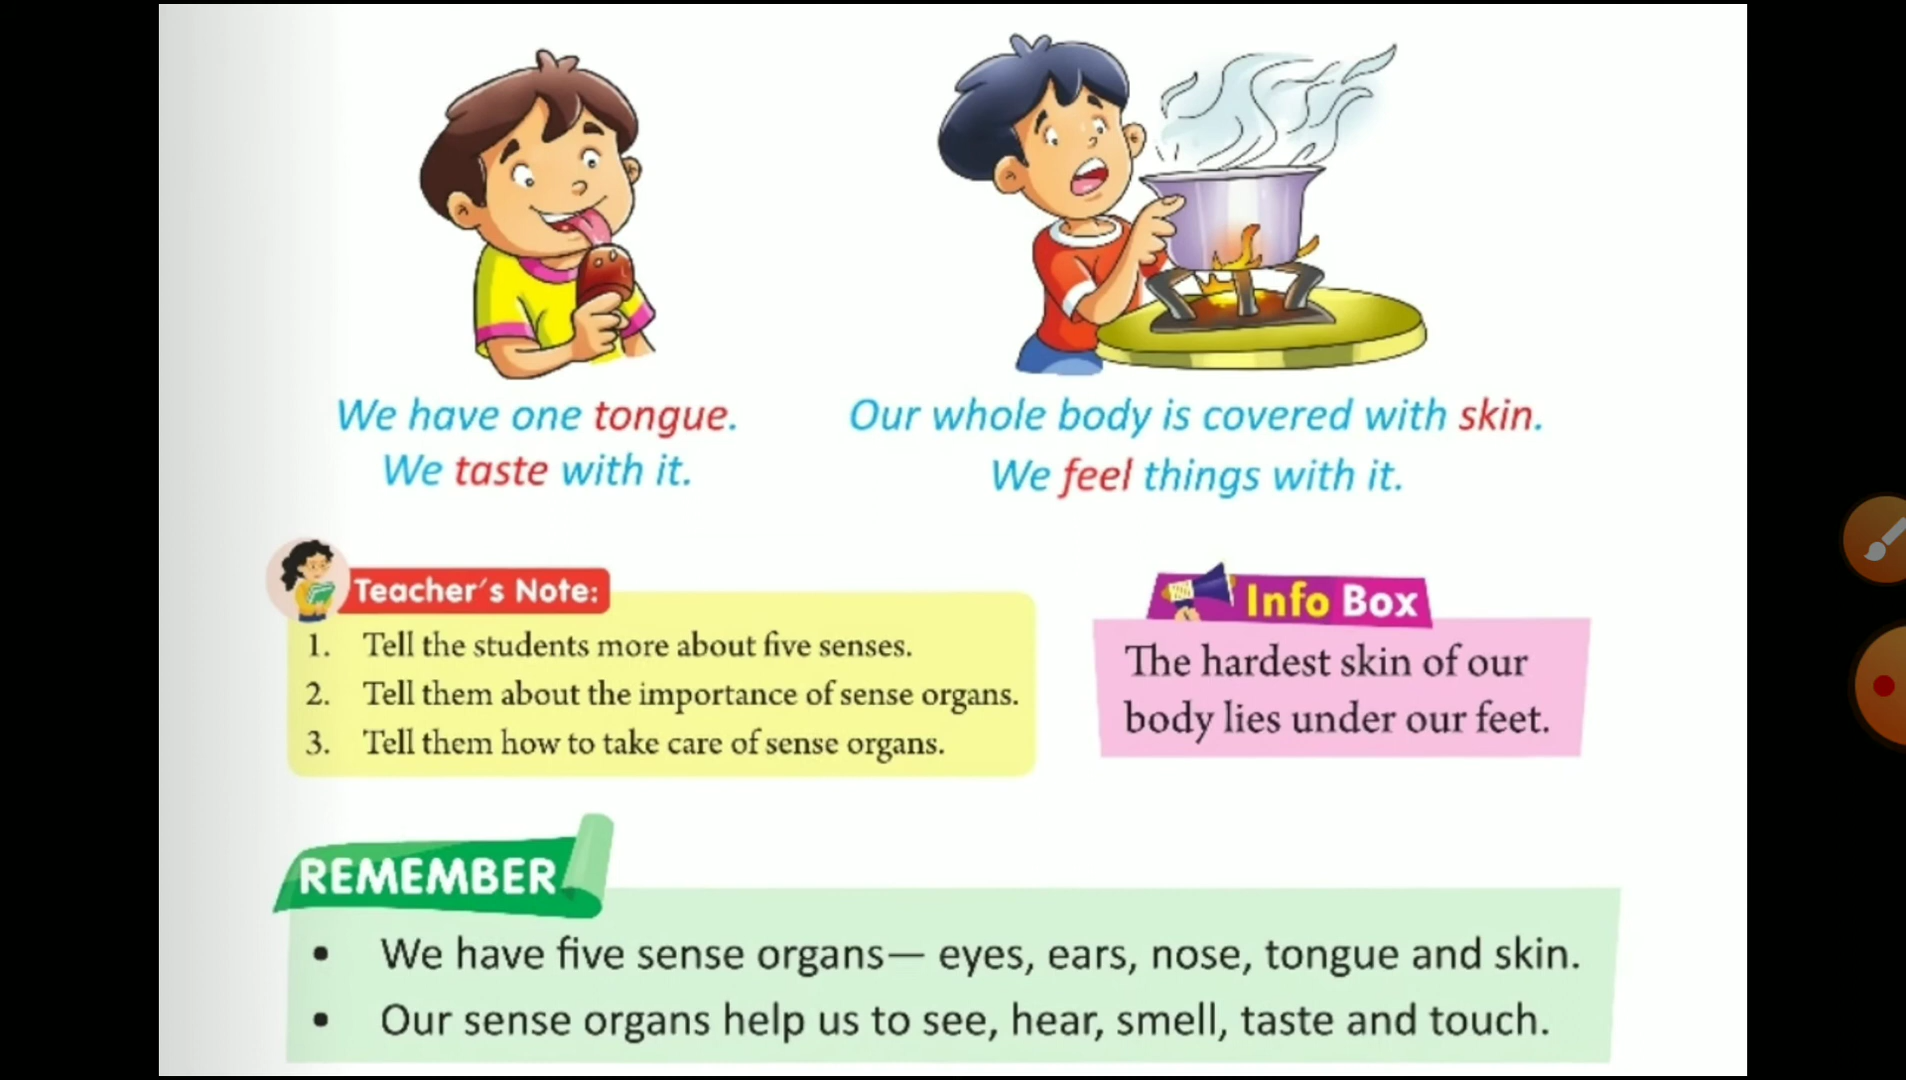 We have one tongue.
We taste with it.
Our whole body is covered with skin.
We feel things with it.
Teacher's Note:
1. Tell the students more about five senses.
2. Tell them about the importance of sense organs.
3. Tell them how to take care of sense organs.
Info Box
The hardest skin of our
body lies under our feet.
REMEMBER
• We have five sense organs— eyes, ears, nose, tongue and skin.
• Our sense organs help us to see, hear, smell, taste and touch.